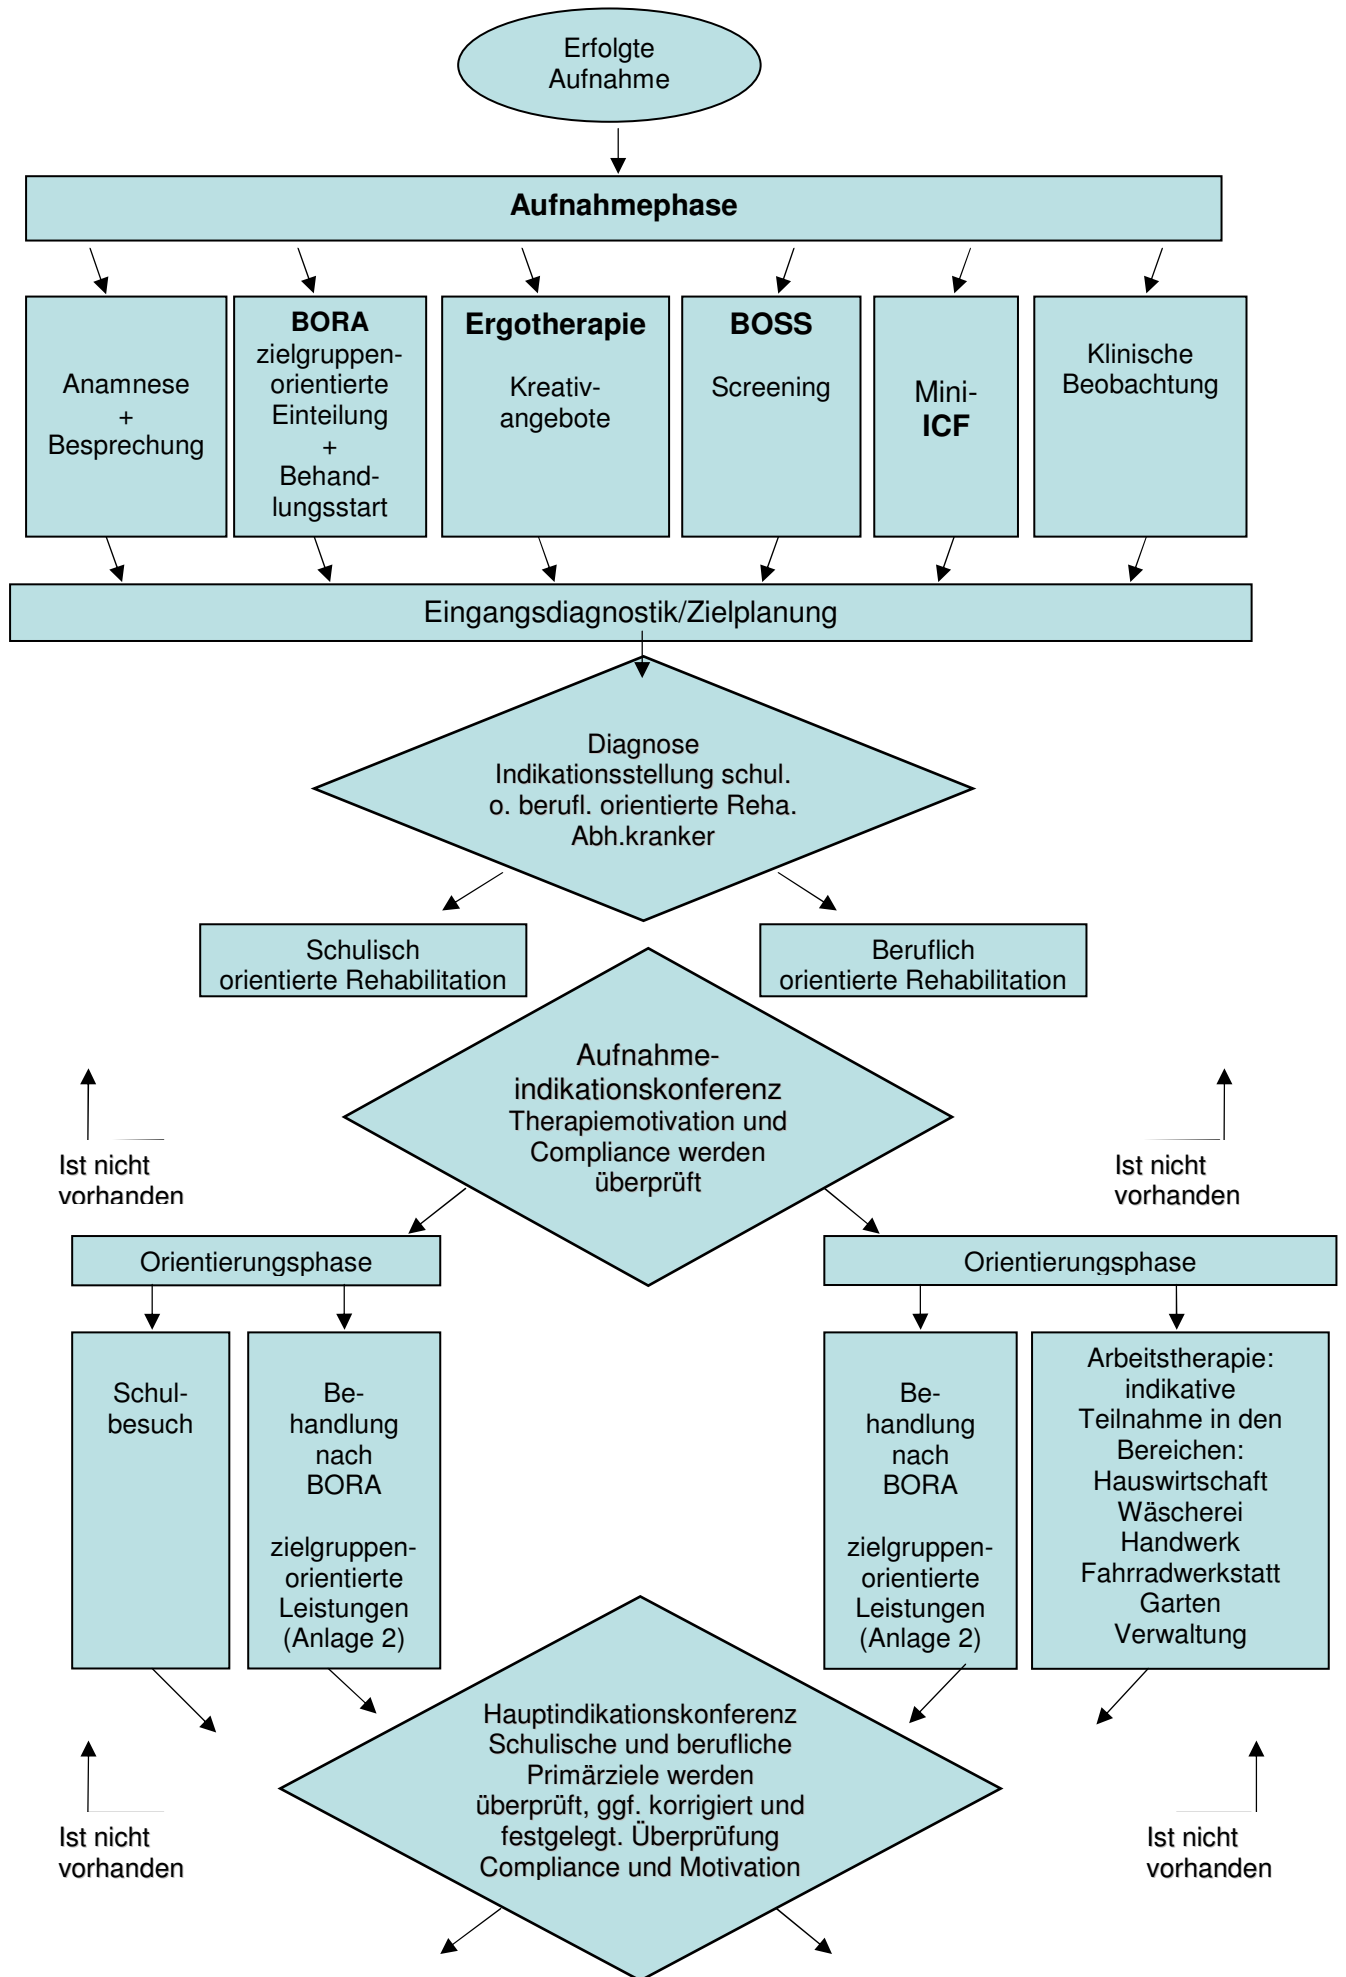 Erfolgte
Aufnahme
Aufnahmephase
Anamnese
+
Besprechung
BORA
zielgruppen-
orientierte
Einteilung
+
Behand-
lungsstart
Ergotherapie
Kreativ-
angebote
BOSS
Screening
Mini-
ICF
Klinische
Beobachtung
Eingangsdiagnostik/Zielplanung
Diagnose
Indikationsstellung schul.
o. berufl. orientierte Reha.
Abh.kranker
Schulisch
orientierte Rehabilitation
Beruflich
orientierte Rehabilitation
Aufnahme-
indikationskonferenz
Therapiemotivation und
Compliance werden
überprüft
Ist nicht
vorhanden
Ist nicht
vorhanden
Orientierungsphase
Orientierungsphase
Schul-
besuch
Be-
handlung
nach
BORA
zielgruppen-
orientierte
Leistungen
(Anlage 2)
Be-
handlung
nach
BORA
zielgruppen-
orientierte
Leistungen
(Anlage 2)
Arbeitstherapie:
indikative
Teilnahme in den
Bereichen:
Hauswirtschaft
Wäscherei
Handwerk
Fahrradwerkstatt
Garten
Verwaltung
Hauptindikationskonferenz
Schulische und berufliche
Primärziele werden
überprüft, ggf. korrigiert und
festgelegt. Überprüfung
Compliance und Motivation
Ist nicht
vorhanden
Ist nicht
vorhanden